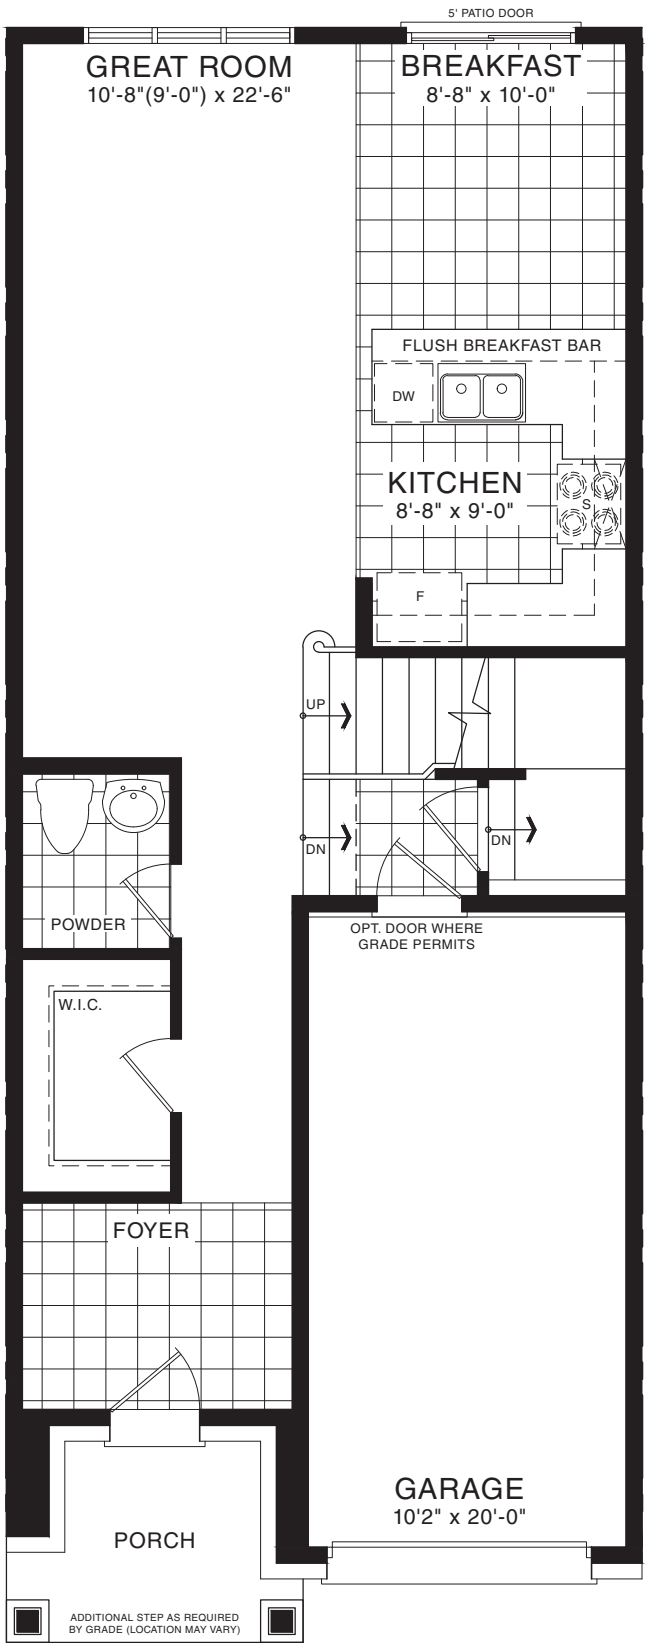 5' PATIO DOOR
GREAT ROOM
10'-8"(9'-0") x 22'-6"
BREAKFAST
8'-8" x 10'-0"
FLUSH BREAKFAST BAR
DW
KITCHEN
8'-8" x 9'-0"
S
F
UP
DN
DN
POWDER
OPT. DOOR WHERE
GRADE PERMITS
W.I.C.
FOYER
GARAGE
10'2" x 20'-0"
PORCH
ADDITIONAL STEP AS REQUIRED
BY GRADE (LOCATION MAY VARY)